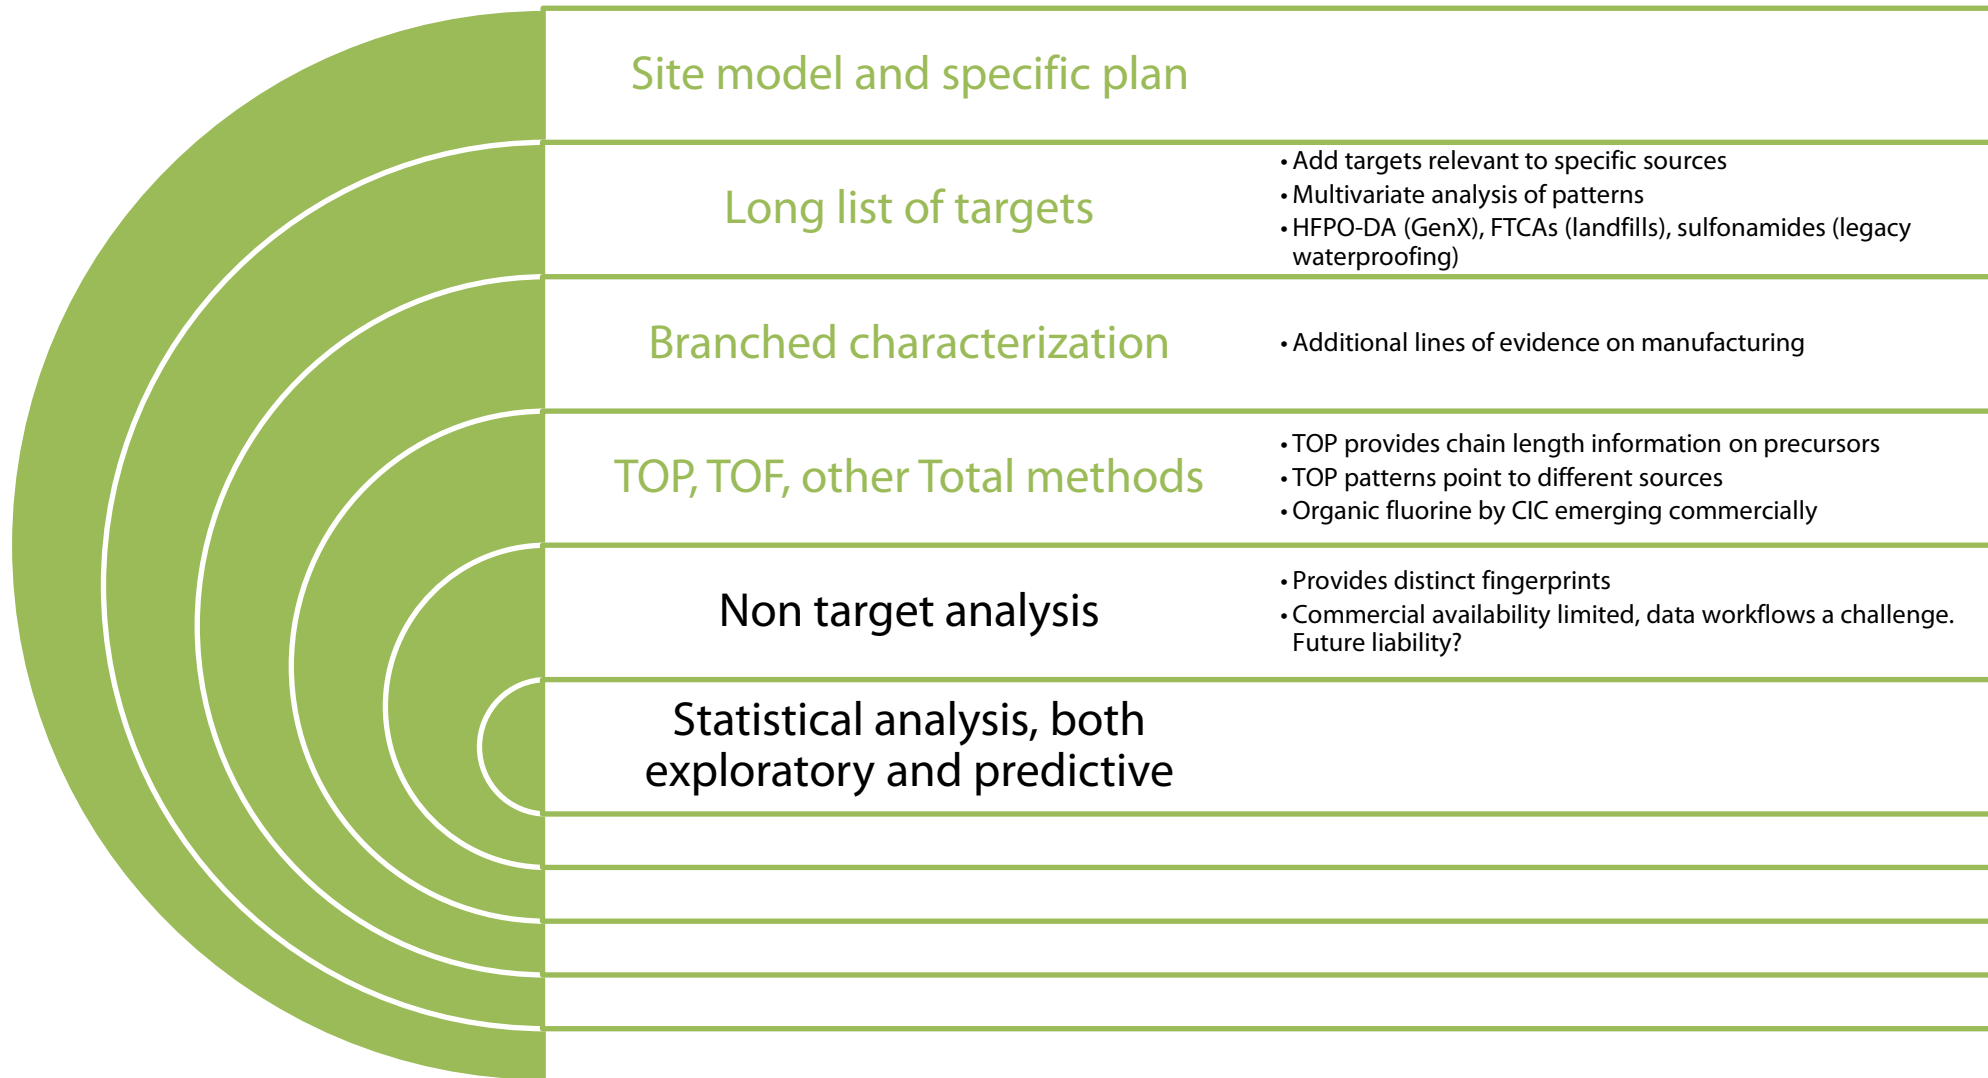 Site model and specific plan
Long list of targets
• Add targets relevant to specific sources
• Multivariate analysis of patterns
• HFPO-DA (GenX), FTCAs (landfills), sulfonamides (legacy
waterproofing)
Branched characterization
• Additional lines of evidence on manufacturing
TOP, TOF, other Total methods
• TOP provides chain length information on precursors
• TOP patterns point to different sources
• Organic fluorine by CIC emerging commercially
Non target analysis
• Provides distinct fingerprints
• Commercial availability limited, data workflows a challenge.
Future liability?
Statistical analysis, both
exploratory and predictive